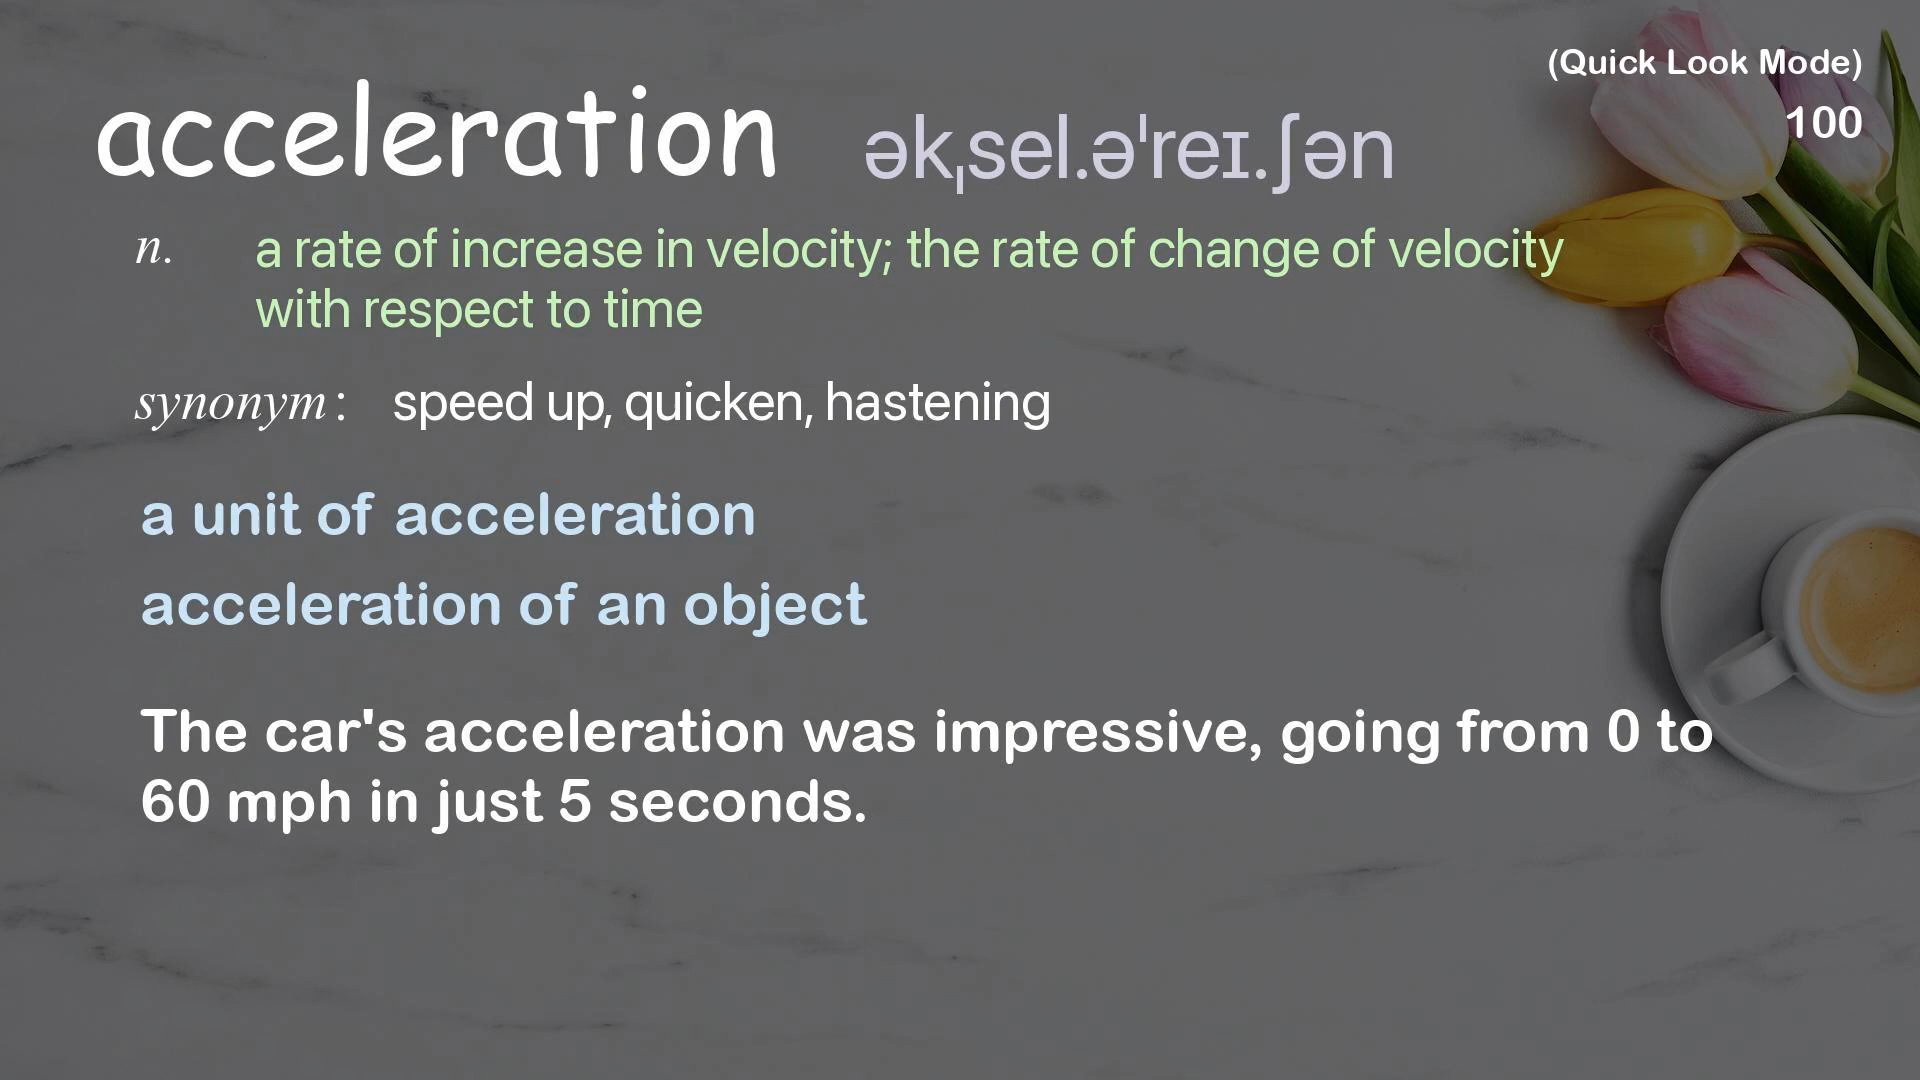 (Quick Look Mode)
100
acceleration əkˌsel.əˈreɪ.ʃən
n. a rate of increase in velocity; the rate of change of velocity
with respect to time
synonym : speed up, quicken, hastening
a unit of acceleration
acceleration of an object
The car's acceleration was impressive, going from 0 to
60 mph in just 5 seconds.